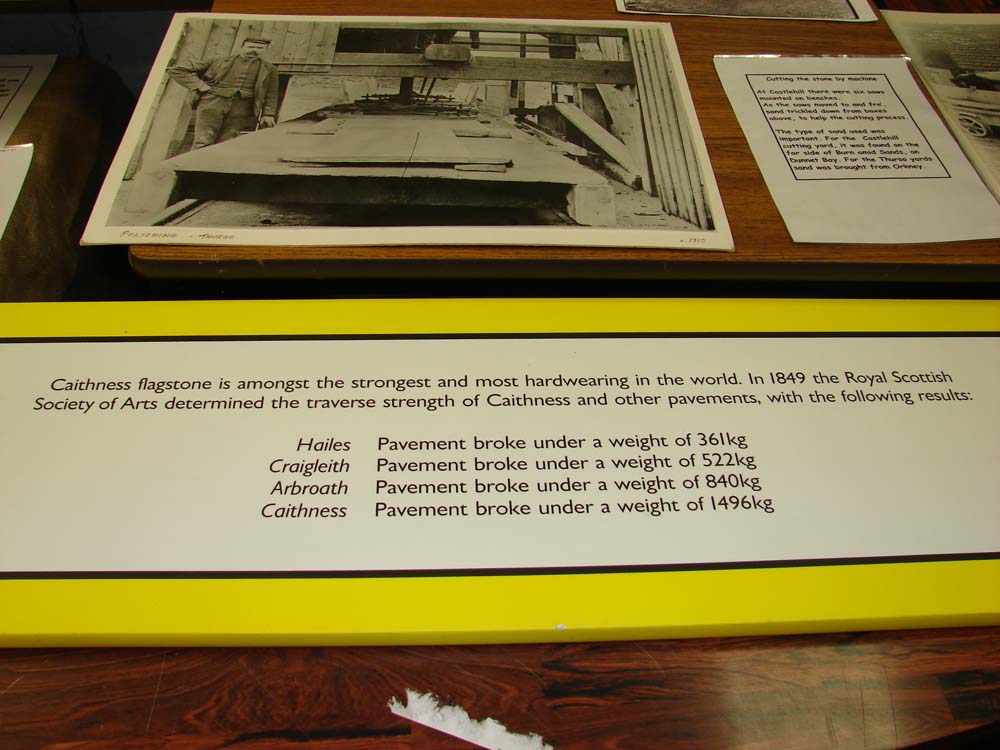 POLISHING - THURSO
c. 1910
Cutting the stone by machine
At Castlehill there were six saws
mounted on benches.
As the saws moved to and fro',
sand trickled down from boxes
above, to help the cutting process.
The type of sand used was
important. For the Castlehill
cutting yard, it was found on the
far side of Burn amid Sands, on
Dunnet Bay. For the Thurso yards
sand was brought from Orkney.
Caithness flagstone is amongst the strongest and most hardwearing in the world. In 1849 the Royal Scottish
Society of Arts determined the traverse strength of Caithness and other pavements, with the following results:
Hailes Pavement broke under a weight of 361kg
Craigleith Pavement broke under a weight of 522kg
Arbroath Pavement broke under a weight of 840kg
Caithness Pavement broke under a weight of 1496kg